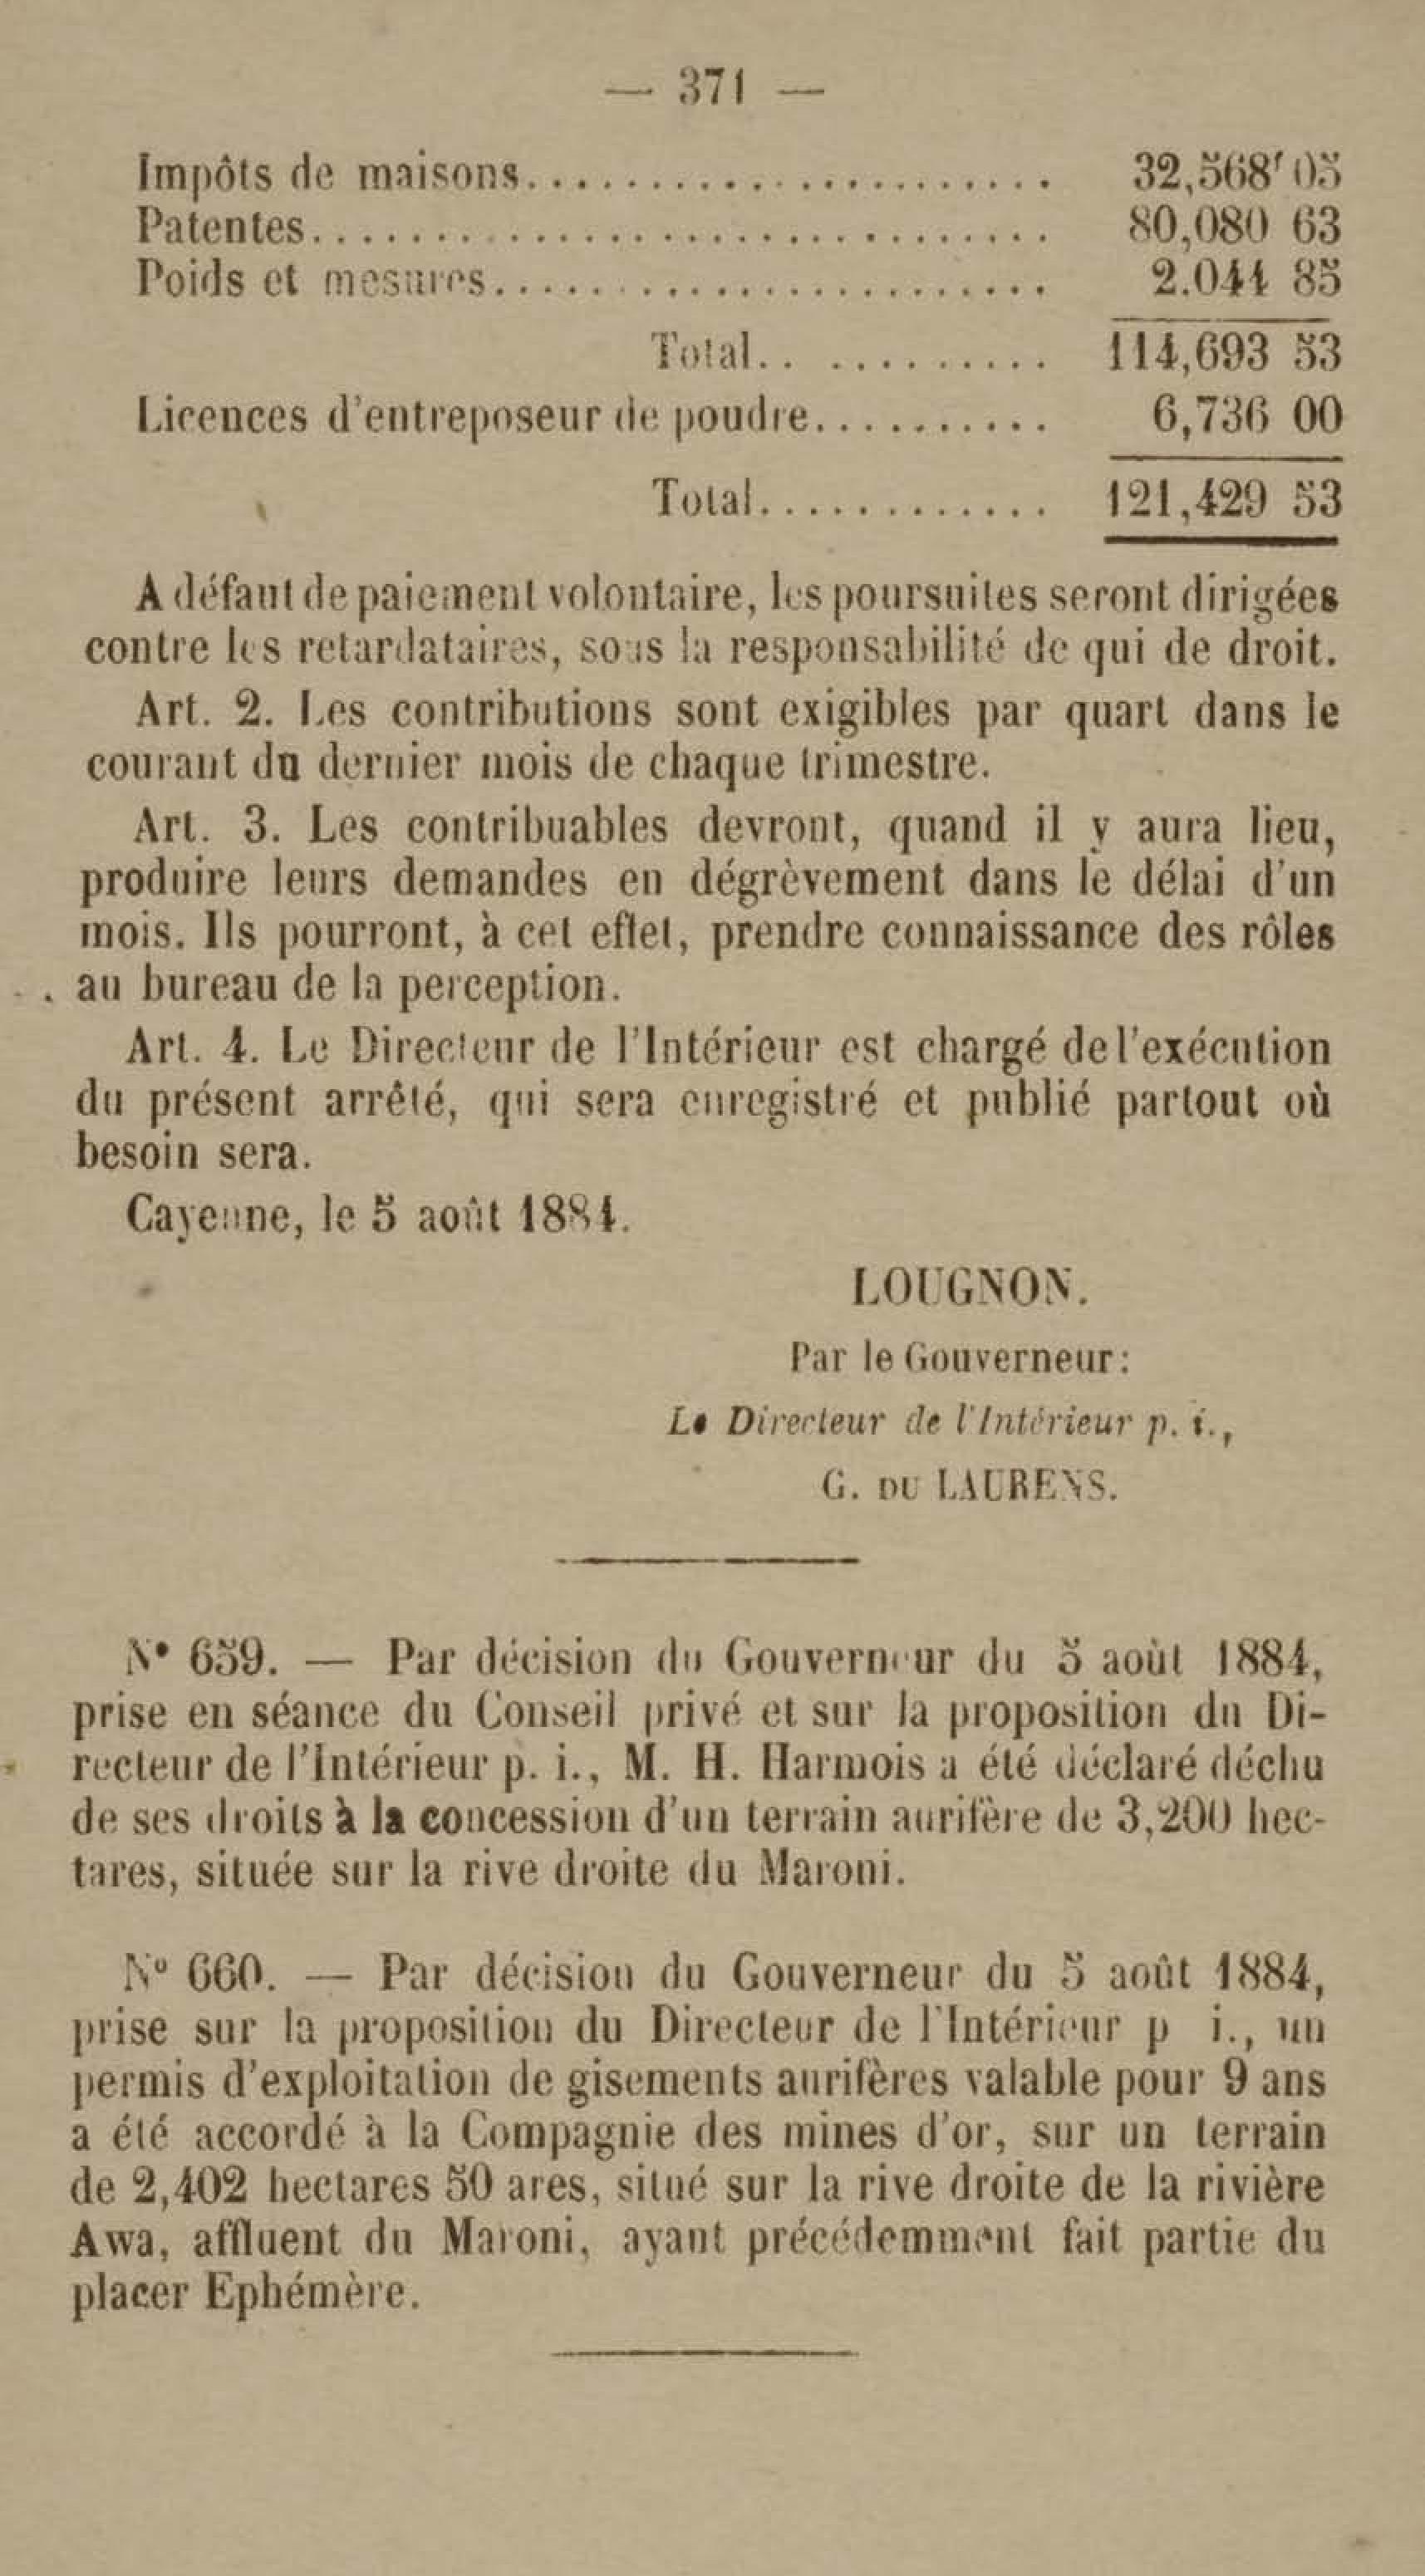 — 371 —
Impôts de maisons........................ 32,568f 05
Patentes.............................. 80,080 63
Poids et mesures....................... 2.044 85
Total.. ......... 114,693 53
Licences d'entreposeur de poudre.......... 6,736 00
Total............ 121,429 53
A défaut de paiement volontaire, les poursuites seront dirigées
contre les retardataires, sous la responsabilité de qui de droit.
Art. 2. Les contributions sont exigibles par quart dans le
courant du dernier mois de chaque trimestre.
Art. 3. Les contribuables devront, quand il y aura lieu,
produire leurs demandes en dégrèvement dans le délai d'un
mois. Ils pourront, à cet effet, prendre connaissance des rôles
au bureau de la perception.
Art. 4. Le Directeur de l'Intérieur est chargé de l'exécution
du présent arrêté, qui sera enregistré et publié partout où
besoin sera.
Cayenne, le 5 août 1884.
LOUGNON.
Par le Gouverneur:
Le Directeur de l'Intérieur p. i.,
G. DU LAURENS.
N° 659. — Par décision du Gouverneur du 5 août 1884,
prise en séance du Conseil privé et sur la proposition du Di-
recteur de l'Intérieur p. i., M. H. Harmois a été déclaré déchu
de ses droits à la concession d'un terrain aurifère de 3,200 hec-
tares, située sur la rive droite du Maroni.
N° 660. — Par décision du Gouverneur du 5 août 1884,
prise sur la proposition du Directeur de l'Intérieur p i., un
permis d'exploitation de gisements aurifères valable pour 9 ans
a été accordé à la Compagnie des mines d'or, sur un terrain
de 2,402 hectares 50 ares, situé sur la rive droite de la rivière
Awa, affluent du Maroni, ayant précédemment fait partie du
placer Ephémère.